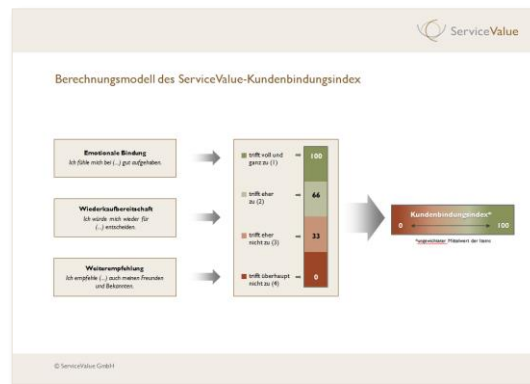 ServiceValue
Berechnungsmodell des ServiceValue-Kundenbindungsindex
Emotionale Bindung
Ich fühle mich bei (...) gut aufgehoben.
Wiederkaufbereitschaft
Ich würde mich wieder für
(...) entscheiden.
Weiterempfehlung
Ich empfehle (...) auch meinen Freunden
und Bekannten.
trifft voll und
ganz zu (1)
100
trifft eher
zu (2)
66
trifft eher
nicht zu (3)
33
trifft überhaupt
nicht zu (4)
0
Kundenbindungsindex*
0 100
*ungewichteter Mittelwert der Items
© ServiceValue GmbH